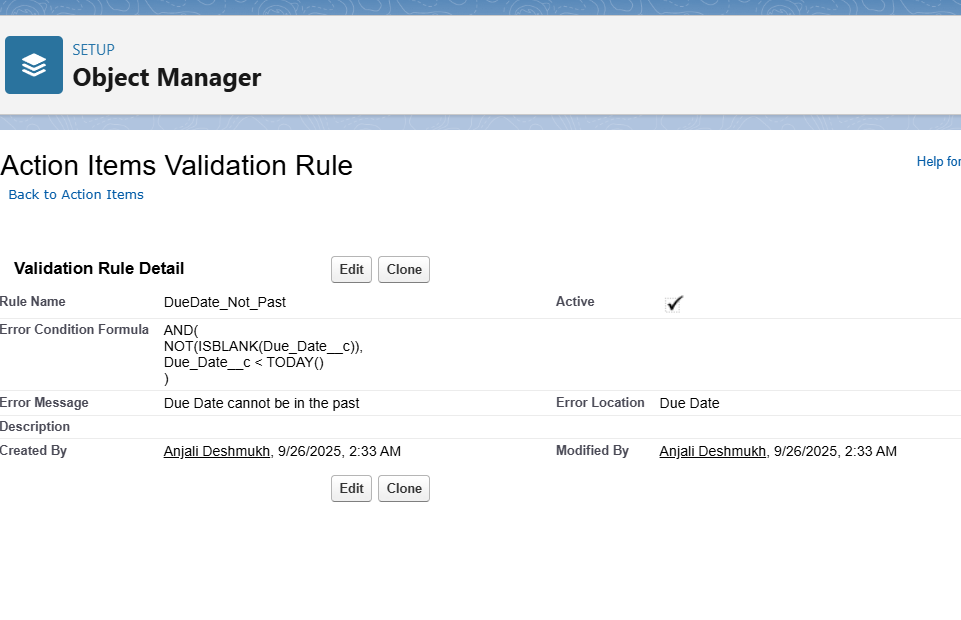 SETUP
Object Manager
Action Items Validation Rule
Help for
Back to Action Items
Validation Rule Detail
Edit
Clone
Rule Name
DueDate_Not_Past
Active
Error Condition Formula
AND(
NOT(ISBLANK(Due_Date__c)),
Due_Date__c < TODAY()
)
Error Message
Due Date cannot be in the past
Error Location
Due Date
Description
Created By
Anjali Deshmukh, 9/26/2025, 2:33 AM
Modified By
Anjali Deshmukh, 9/26/2025, 2:33 AM
Edit
Clone